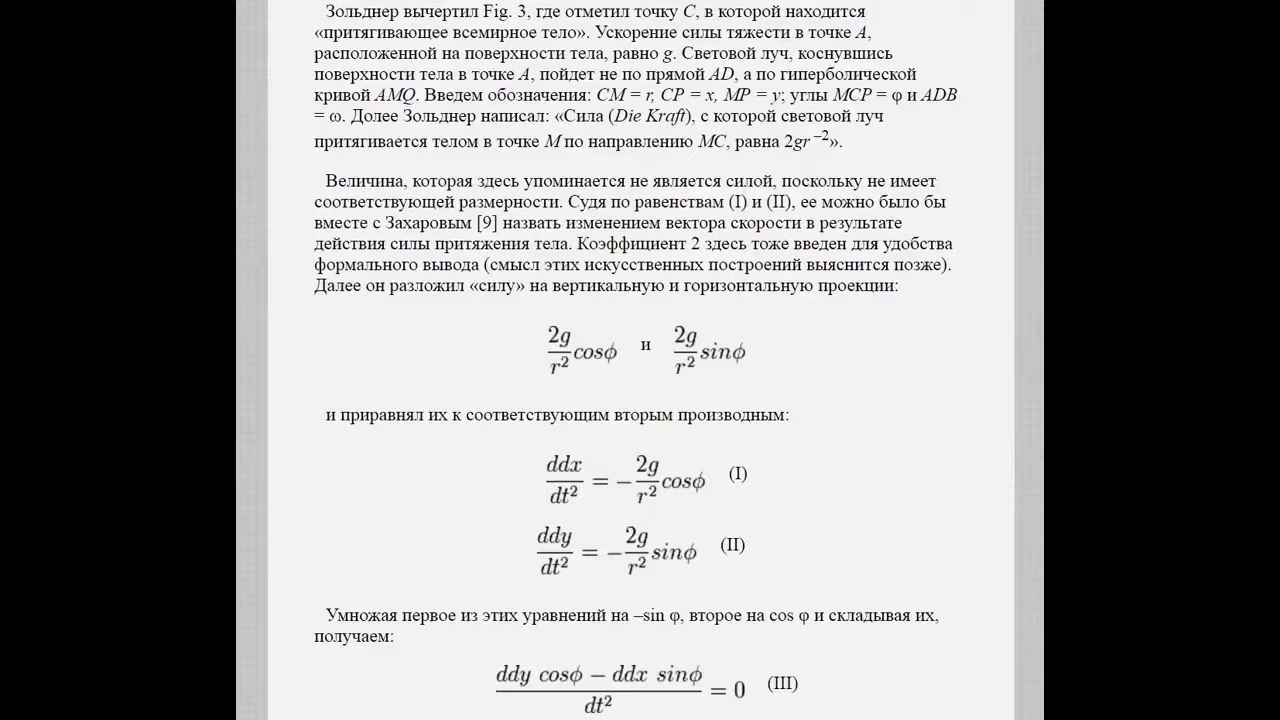 Зольднер вычертил Fig. 3, где отметил точку C, в которой находится
«притягивающее всемирное тело». Ускорение силы тяжести в точке A,
расположенной на поверхности тела, равно g. Световой луч, коснувшись
поверхности тела в точке A, пойдет не по прямой AD, а по гиперболической
кривой AMQ. Введем обозначения: CM = r, CP = x, MP = y; углы MCP = φ и ADB
= ω. Долее Зольднер написал: «Сила (Die Kraft), с которой световой луч
притягивается телом в точке M по направлению MC, равна 2gr⁻²».
Величина, которая здесь упоминается не является силой, поскольку не имеет
соответствующей размерности. Судя по равенствам (I) и (II), ее можно было бы
вместе с Захаровым [9] назвать изменением вектора скорости в результате
действия силы притяжения тела. Коэффициент 2 здесь тоже введен для удобства
формального вывода (смысл этих искусственных построений выяснится позже).
Далее он разложил «силу» на вертикальную и горизонтальную проекции:
2g/r² cosϕ и 2g/r² sinϕ
и приравнял их к соответствующим вторым производным:
ddx/dt² = −2g/r² cosϕ (I)
ddy/dt² = −2g/r² sinϕ (II)
Умножая первое из этих уравнений на –sin φ, второе на cos φ и складывая их,
получаем:
(ddy cosϕ − ddx sinϕ)/dt² = 0 (III)